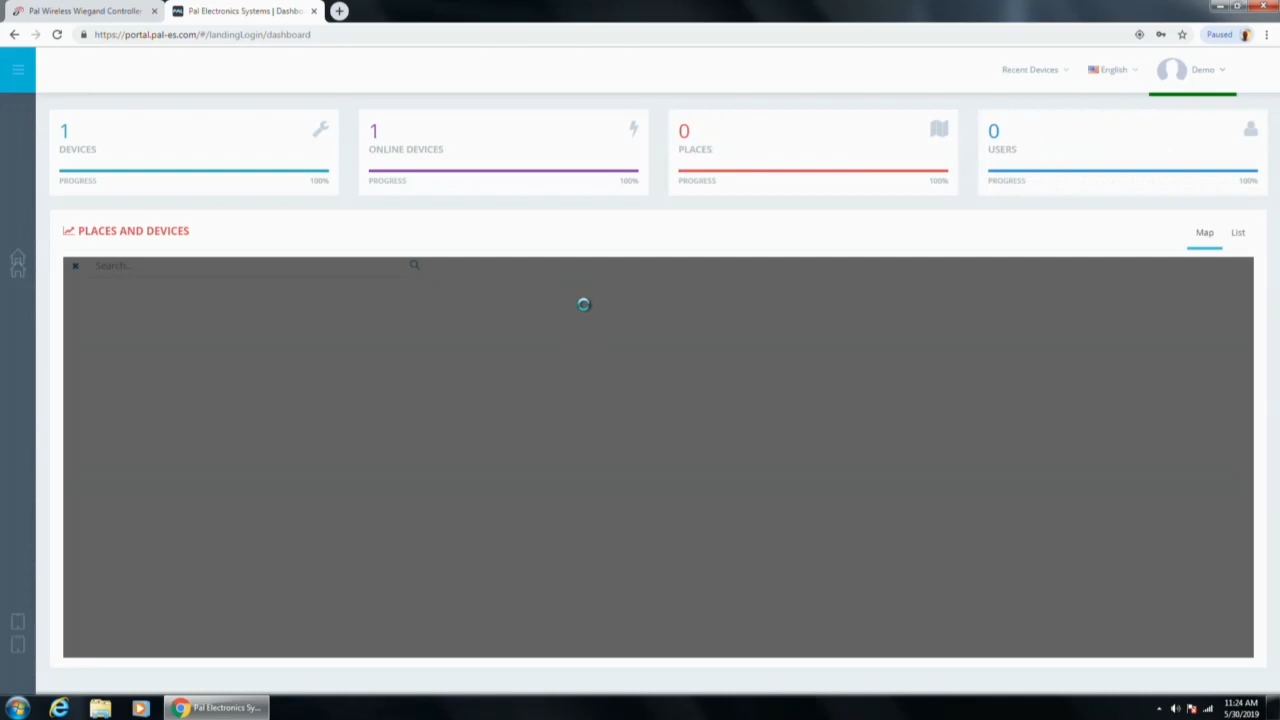 Pal Wireless Wiegand Controller
Pal Electronics Systems | Dashbo
https://portal.pal-es.com/#/landingLogin/dashboard
Paused
Recent Devices
English
Demo
1
DEVICES
PROGRESS 100%
1
ONLINE DEVICES
PROGRESS 100%
0
PLACES
PROGRESS 100%
0
USERS
PROGRESS 100%
PLACES AND DEVICES
Map List
Search...
Pal Electronics Sy...
11:24 AM
5/30/2019